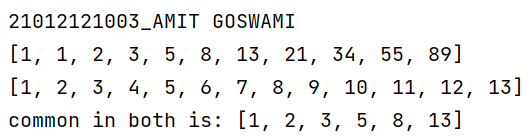 21012121003_AMIT GOSWAMI
[1, 1, 2, 3, 5, 8, 13, 21, 34, 55, 89]
[1, 2, 3, 4, 5, 6, 7, 8, 9, 10, 11, 12, 13]
common in both is: [1, 2, 3, 5, 8, 13]